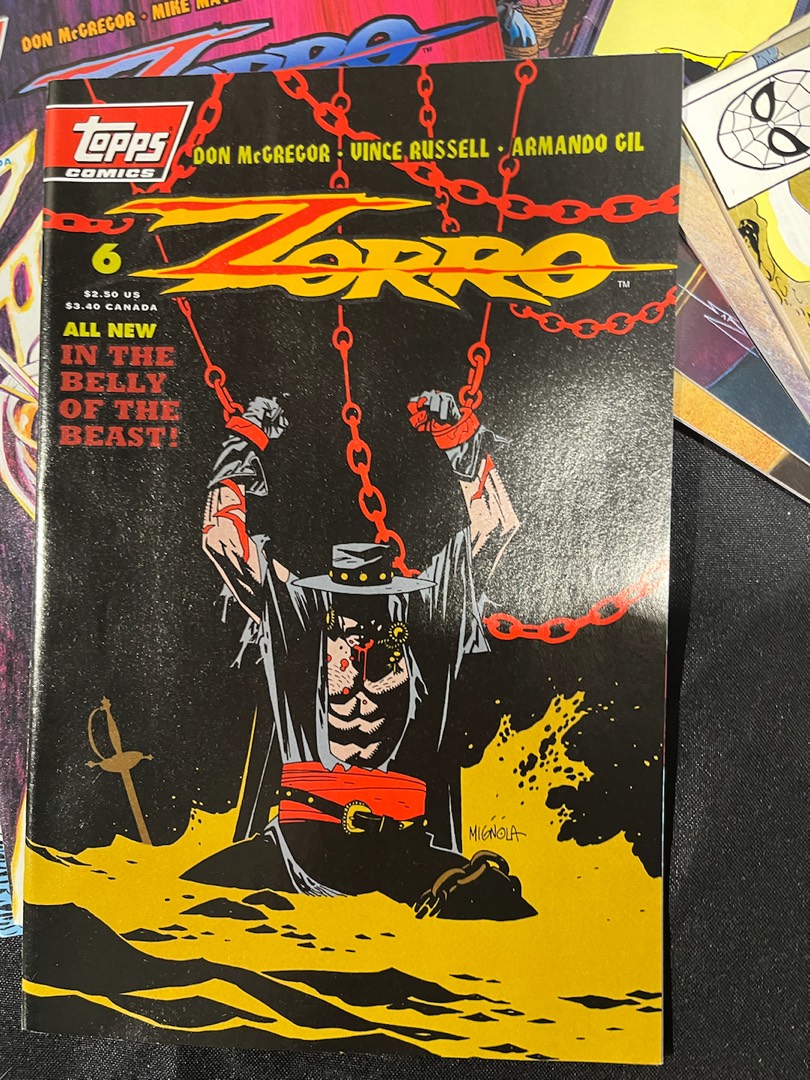 DON McGREGOR • MIKE
ZORRO
TOPPS
COMICS
DON McGREGOR • VINCE RUSSELL • ARMANDO GIL
ZORRO
TM
6
$2.50 US
$3.40 CANADA
ALL NEW
IN THE
BELLY
OF THE
BEAST!
MIGNOLA